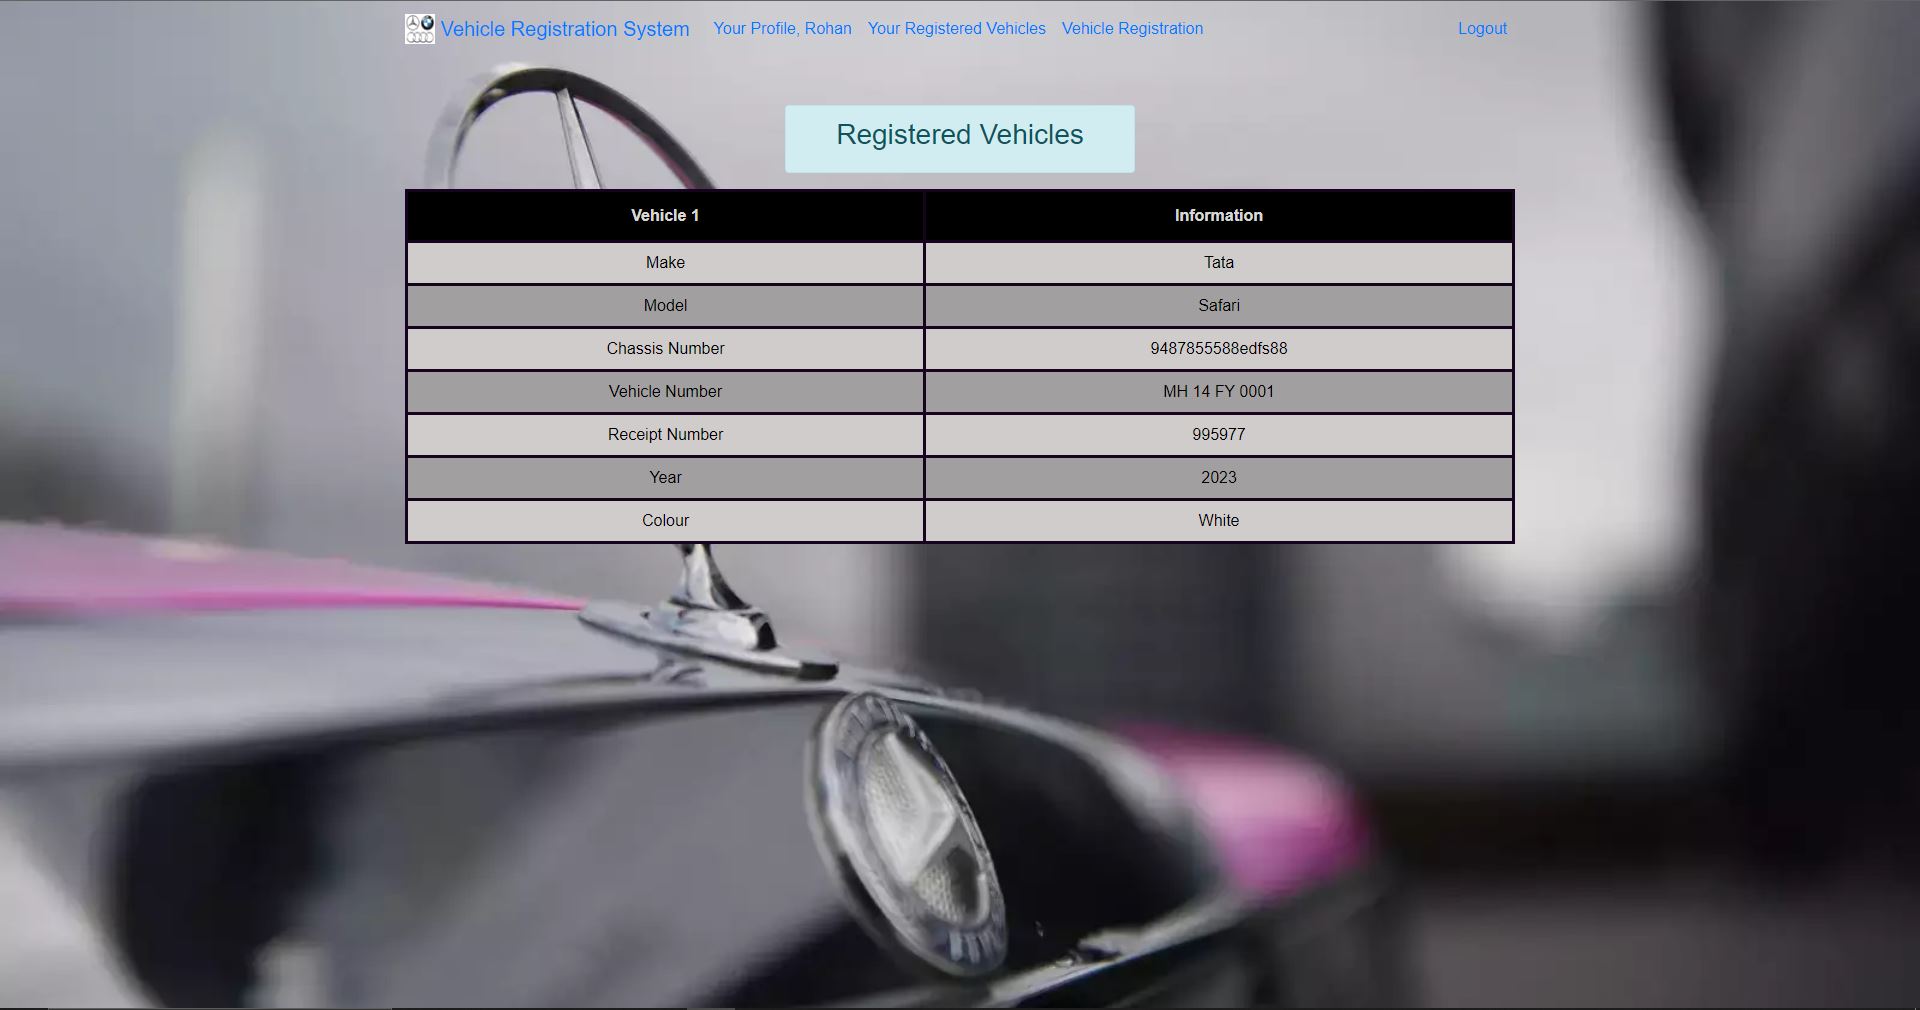 Vehicle Registration System Your Profile, Rohan Your Registered Vehicles Vehicle Registration Logout
Registered Vehicles
Vehicle 1 Information
Make Tata
Model Safari
Chassis Number 9487855588edfs88
Vehicle Number MH 14 FY 0001
Receipt Number 995977
Year 2023
Colour White